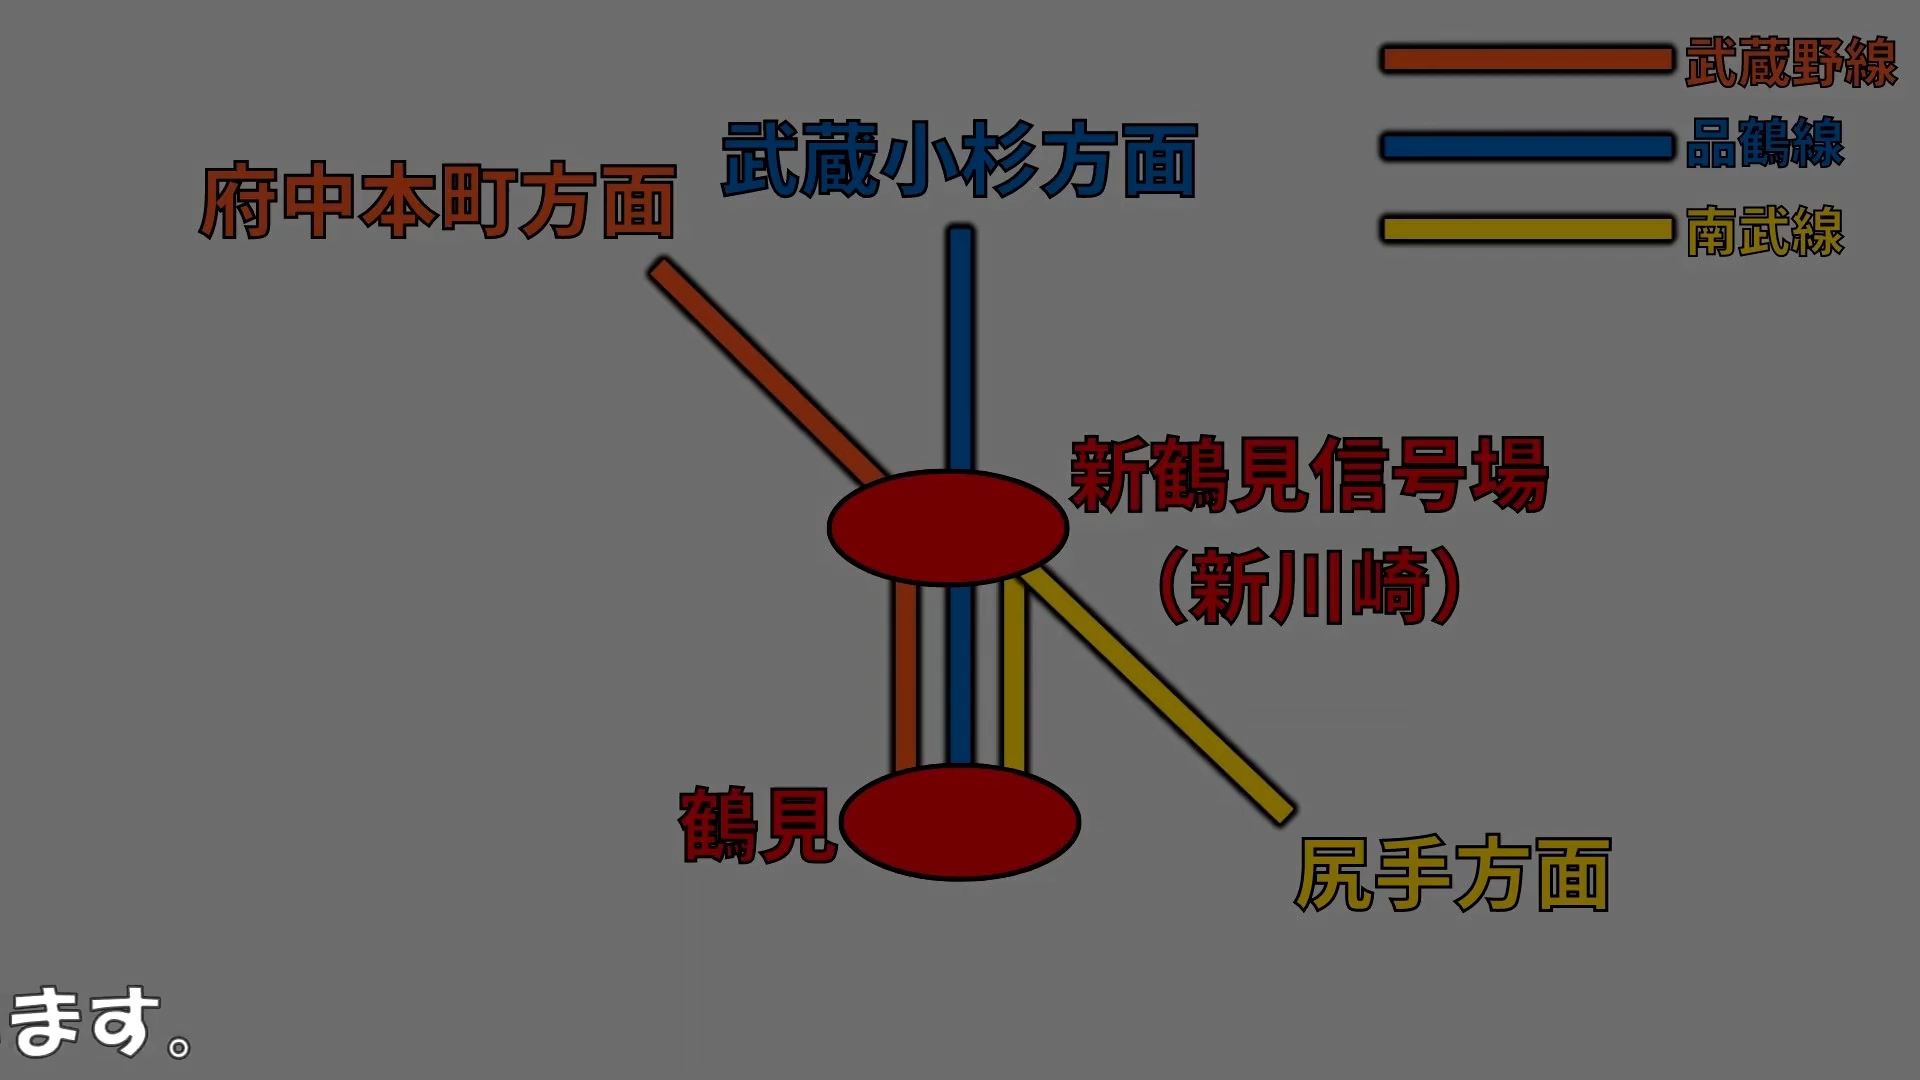 武蔵野線
品鶴線
南武線
武蔵小杉方面
府中本町方面
新鶴見信号場
（新川崎）
鶴見
尻手方面
ます。